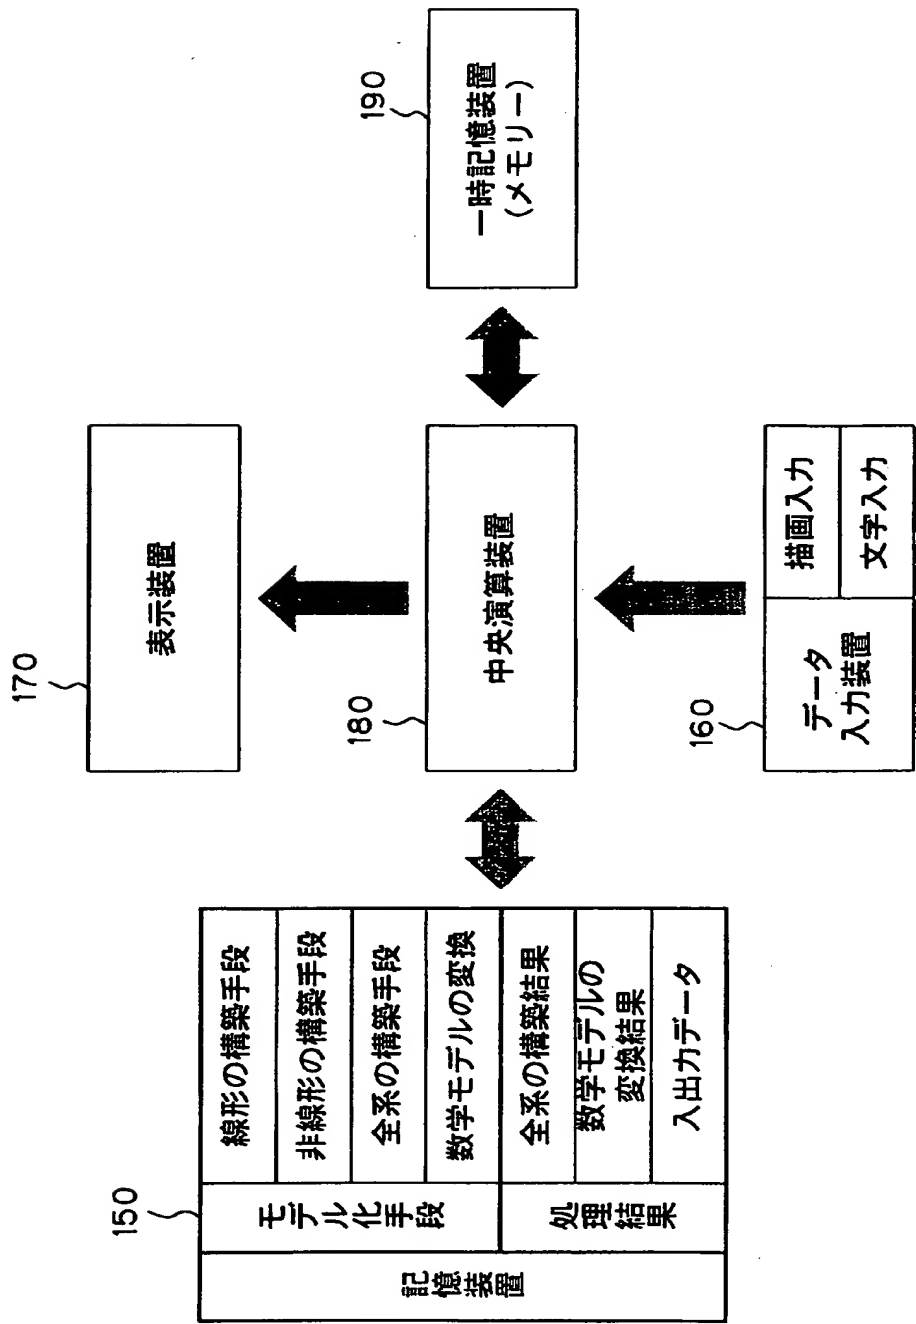 150
記憶装置
モデル化手段
線形の構築手段
非線形の構築手段
全系の構築手段
数学モデルの変換
処理結果
全系の構築結果
数学モデルの
変換結果
入出力データ
170
表示装置
180
中央演算装置
160
データ
入力装置
描画入力
文字入力
190
一時記憶装置
(メモリー)